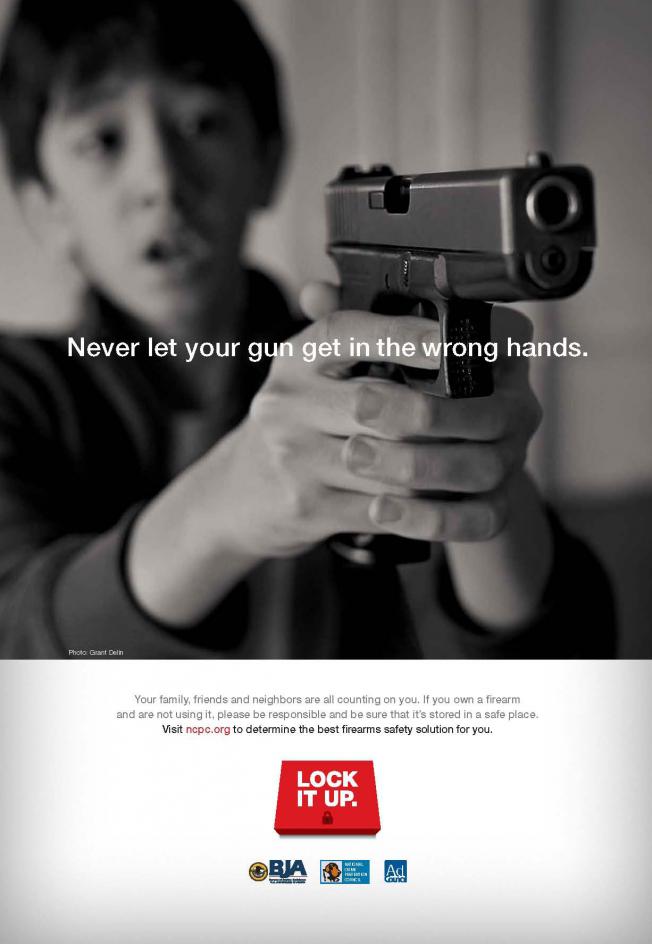 Never let your gun get in the wrong hands.
Photo: Grant Delin
Your family, friends and neighbors are all counting on you. If you own a firearm
and are not using it, please be responsible and be sure that it's stored in a safe place.
Visit ncpc.org to determine the best firearms safety solution for you.
LOCK
IT UP.
BJA
NATIONAL
CRIME
PREVENTION
COUNCIL
Ad